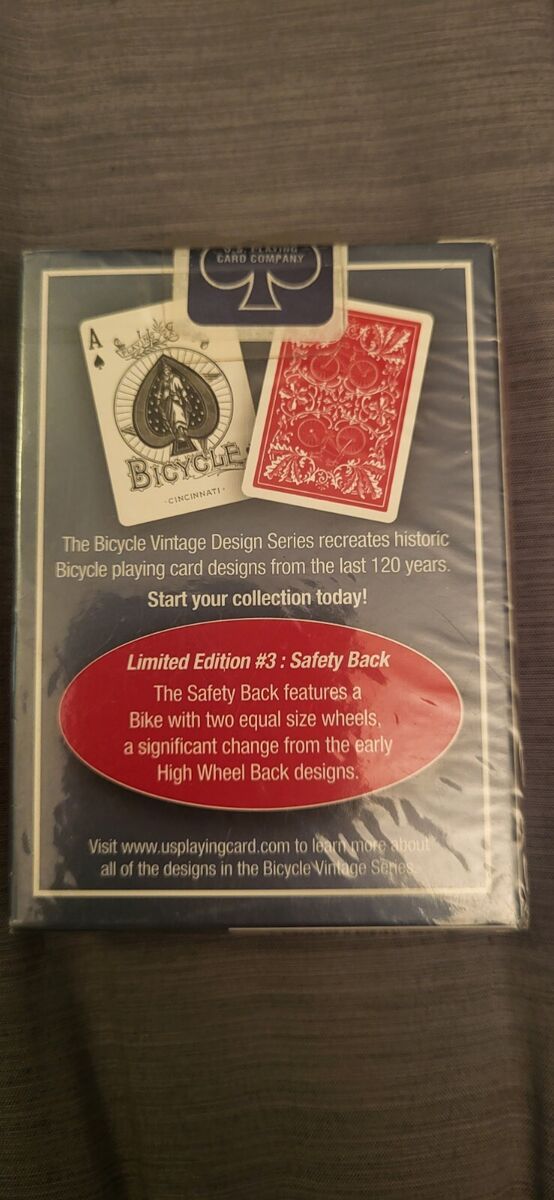 U.S. PLAYING
CARD COMPANY
A
BICYCLE
·CINCINNATI·
The Bicycle Vintage Design Series recreates historic
Bicycle playing card designs from the last 120 years.
Start your collection today!
Limited Edition #3 : Safety Back
The Safety Back features a
Bike with two equal size wheels,
a significant change from the early
High Wheel Back designs.
Visit www.usplayingcard.com to learn more about
all of the designs in the Bicycle Vintage Series.